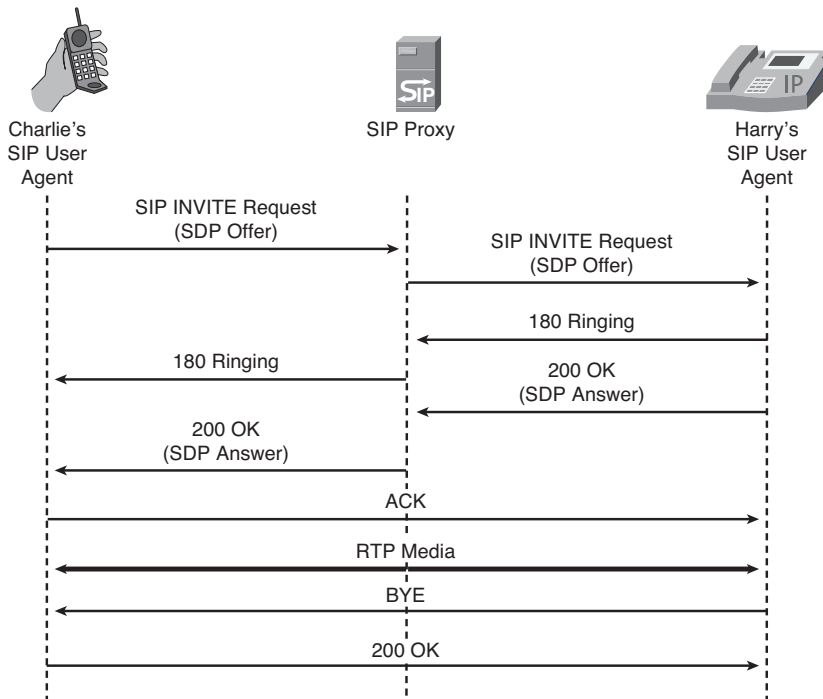 SIP
IP
Charlie's
SIP User
Agent
SIP Proxy
Harry's
SIP User
Agent
SIP INVITE Request
(SDP Offer)
SIP INVITE Request
(SDP Offer)
180 Ringing
180 Ringing
200 OK
(SDP Answer)
200 OK
(SDP Answer)
ACK
RTP Media
BYE
200 OK